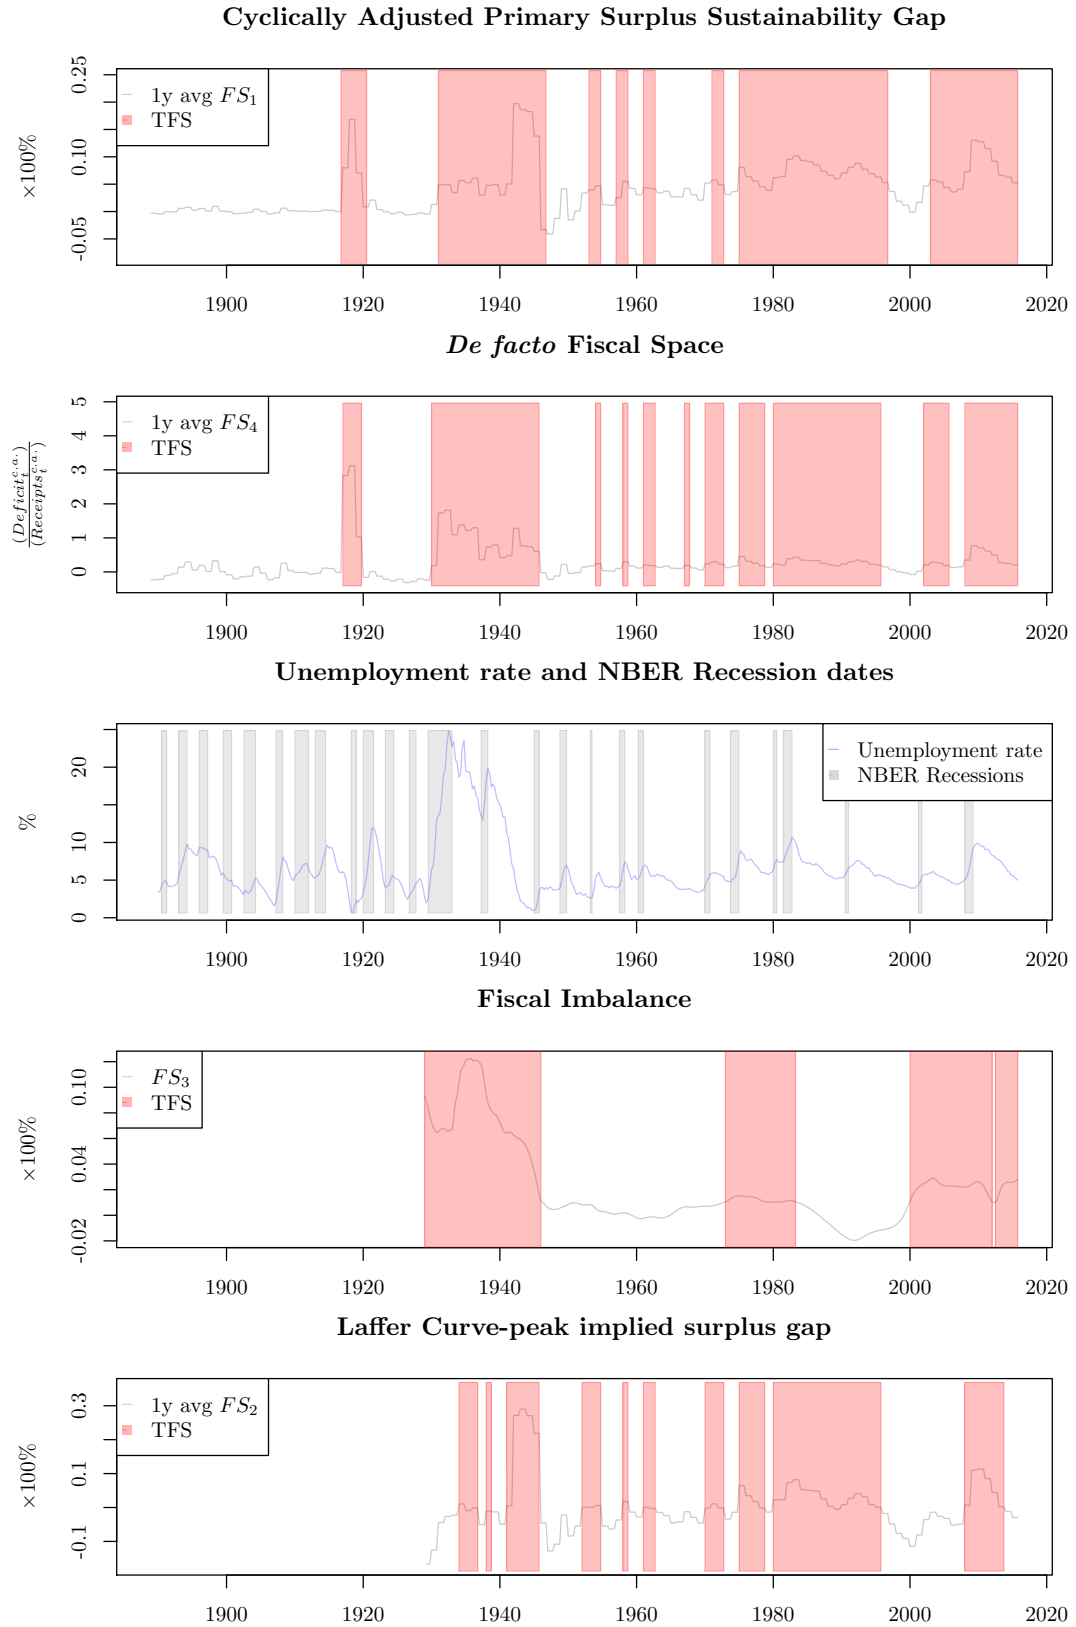 Cyclically Adjusted Primary Surplus Sustainability Gap
×100%
0.25
0.10
-0.05
1y avg FS₁
TFS
1900 1920 1940 1960 1980 2000 2020
De facto Fiscal Space
(Deficitₜᶜ·ᵃ·)
(Receiptsₜᶜ·ᵃ·)
5
4
3
2
1
0
1y avg FS₄
TFS
1900 1920 1940 1960 1980 2000 2020
Unemployment rate and NBER Recession dates
%
20
10
5
0
Unemployment rate
NBER Recessions
1900 1920 1940 1960 1980 2000 2020
Fiscal Imbalance
×100%
0.10
0.04
-0.02
FS₃
TFS
1900 1920 1940 1960 1980 2000 2020
Laffer Curve-peak implied surplus gap
×100%
0.3
0.1
-0.1
1y avg FS₂
TFS
1900 1920 1940 1960 1980 2000 2020